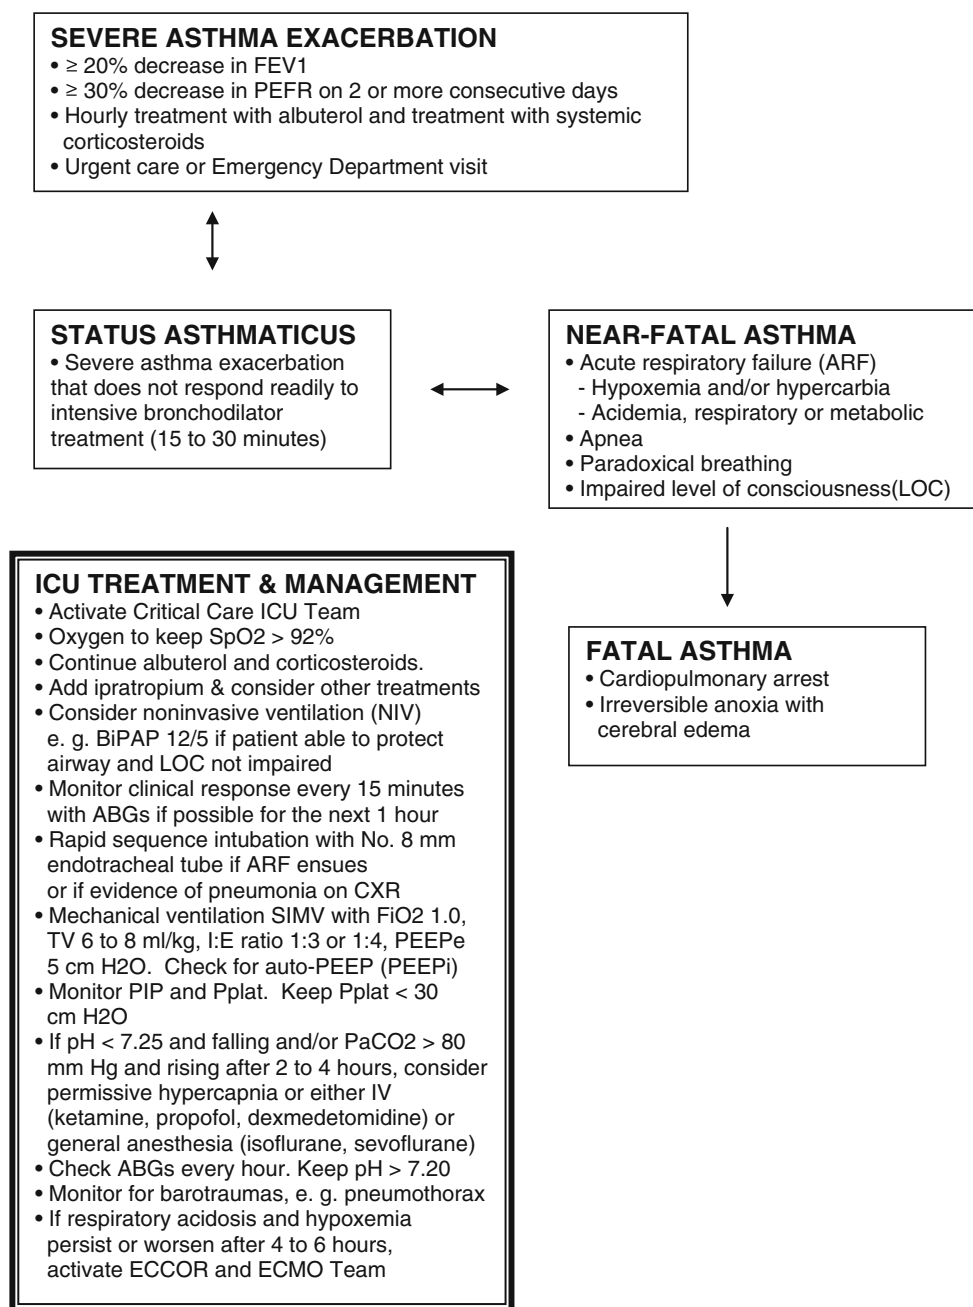 SEVERE ASTHMA EXACERBATION
• ≥ 20% decrease in FEV1
• ≥ 30% decrease in PEFR on 2 or more consecutive days
• Hourly treatment with albuterol and treatment with systemic
corticosteroids
• Urgent care or Emergency Department visit
STATUS ASTHMATICUS
• Severe asthma exacerbation
that does not respond readily to
intensive bronchodilator
treatment (15 to 30 minutes)
NEAR-FATAL ASTHMA
• Acute respiratory failure (ARF)
- Hypoxemia and/or hypercarbia
- Acidemia, respiratory or metabolic
• Apnea
• Paradoxical breathing
• Impaired level of consciousness(LOC)
ICU TREATMENT & MANAGEMENT
• Activate Critical Care ICU Team
• Oxygen to keep SpO2 > 92%
• Continue albuterol and corticosteroids.
• Add ipratropium & consider other treatments
• Consider noninvasive ventilation (NIV)
e. g. BiPAP 12/5 if patient able to protect
airway and LOC not impaired
• Monitor clinical response every 15 minutes
with ABGs if possible for the next 1 hour
• Rapid sequence intubation with No. 8 mm
endotracheal tube if ARF ensues
or if evidence of pneumonia on CXR
• Mechanical ventilation SIMV with FiO2 1.0,
TV 6 to 8 ml/kg, I:E ratio 1:3 or 1:4, PEEPe
5 cm H2O. Check for auto-PEEP (PEEPi)
• Monitor PIP and Pplat. Keep Pplat < 30
cm H2O
• If pH < 7.25 and falling and/or PaCO2 > 80
mm Hg and rising after 2 to 4 hours, consider
permissive hypercapnia or either IV
(ketamine, propofol, dexmedetomidine) or
general anesthesia (isoflurane, sevoflurane)
• Check ABGs every hour. Keep pH > 7.20
• Monitor for barotraumas, e. g. pneumothorax
• If respiratory acidosis and hypoxemia
persist or worsen after 4 to 6 hours,
activate ECCOR and ECMO Team
FATAL ASTHMA
• Cardiopulmonary arrest
• Irreversible anoxia with
cerebral edema